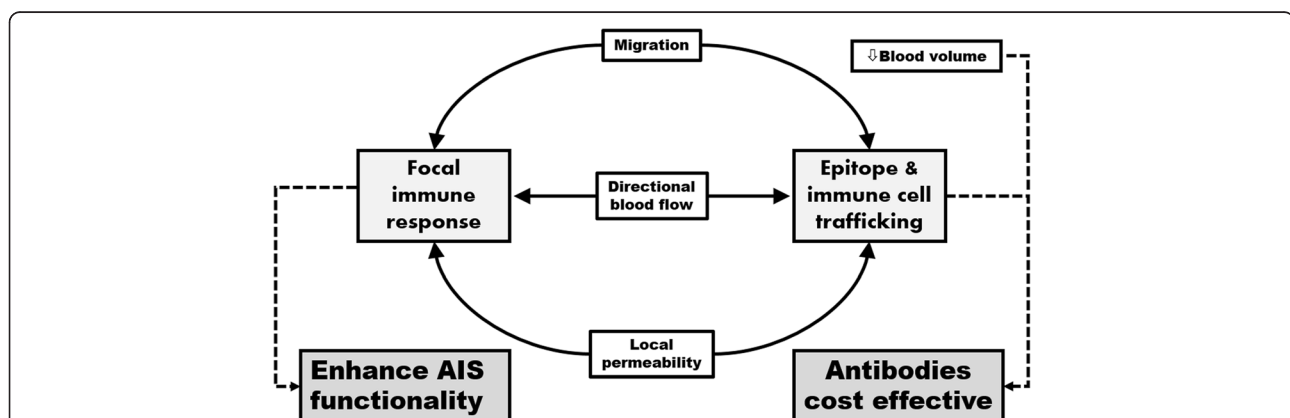 Migration
⇩Blood volume
Focal
immune
response
Directional
blood flow
Epitope &
immune cell
trafficking
Local
permeability
Enhance AIS
functionality
Antibodies
cost effective